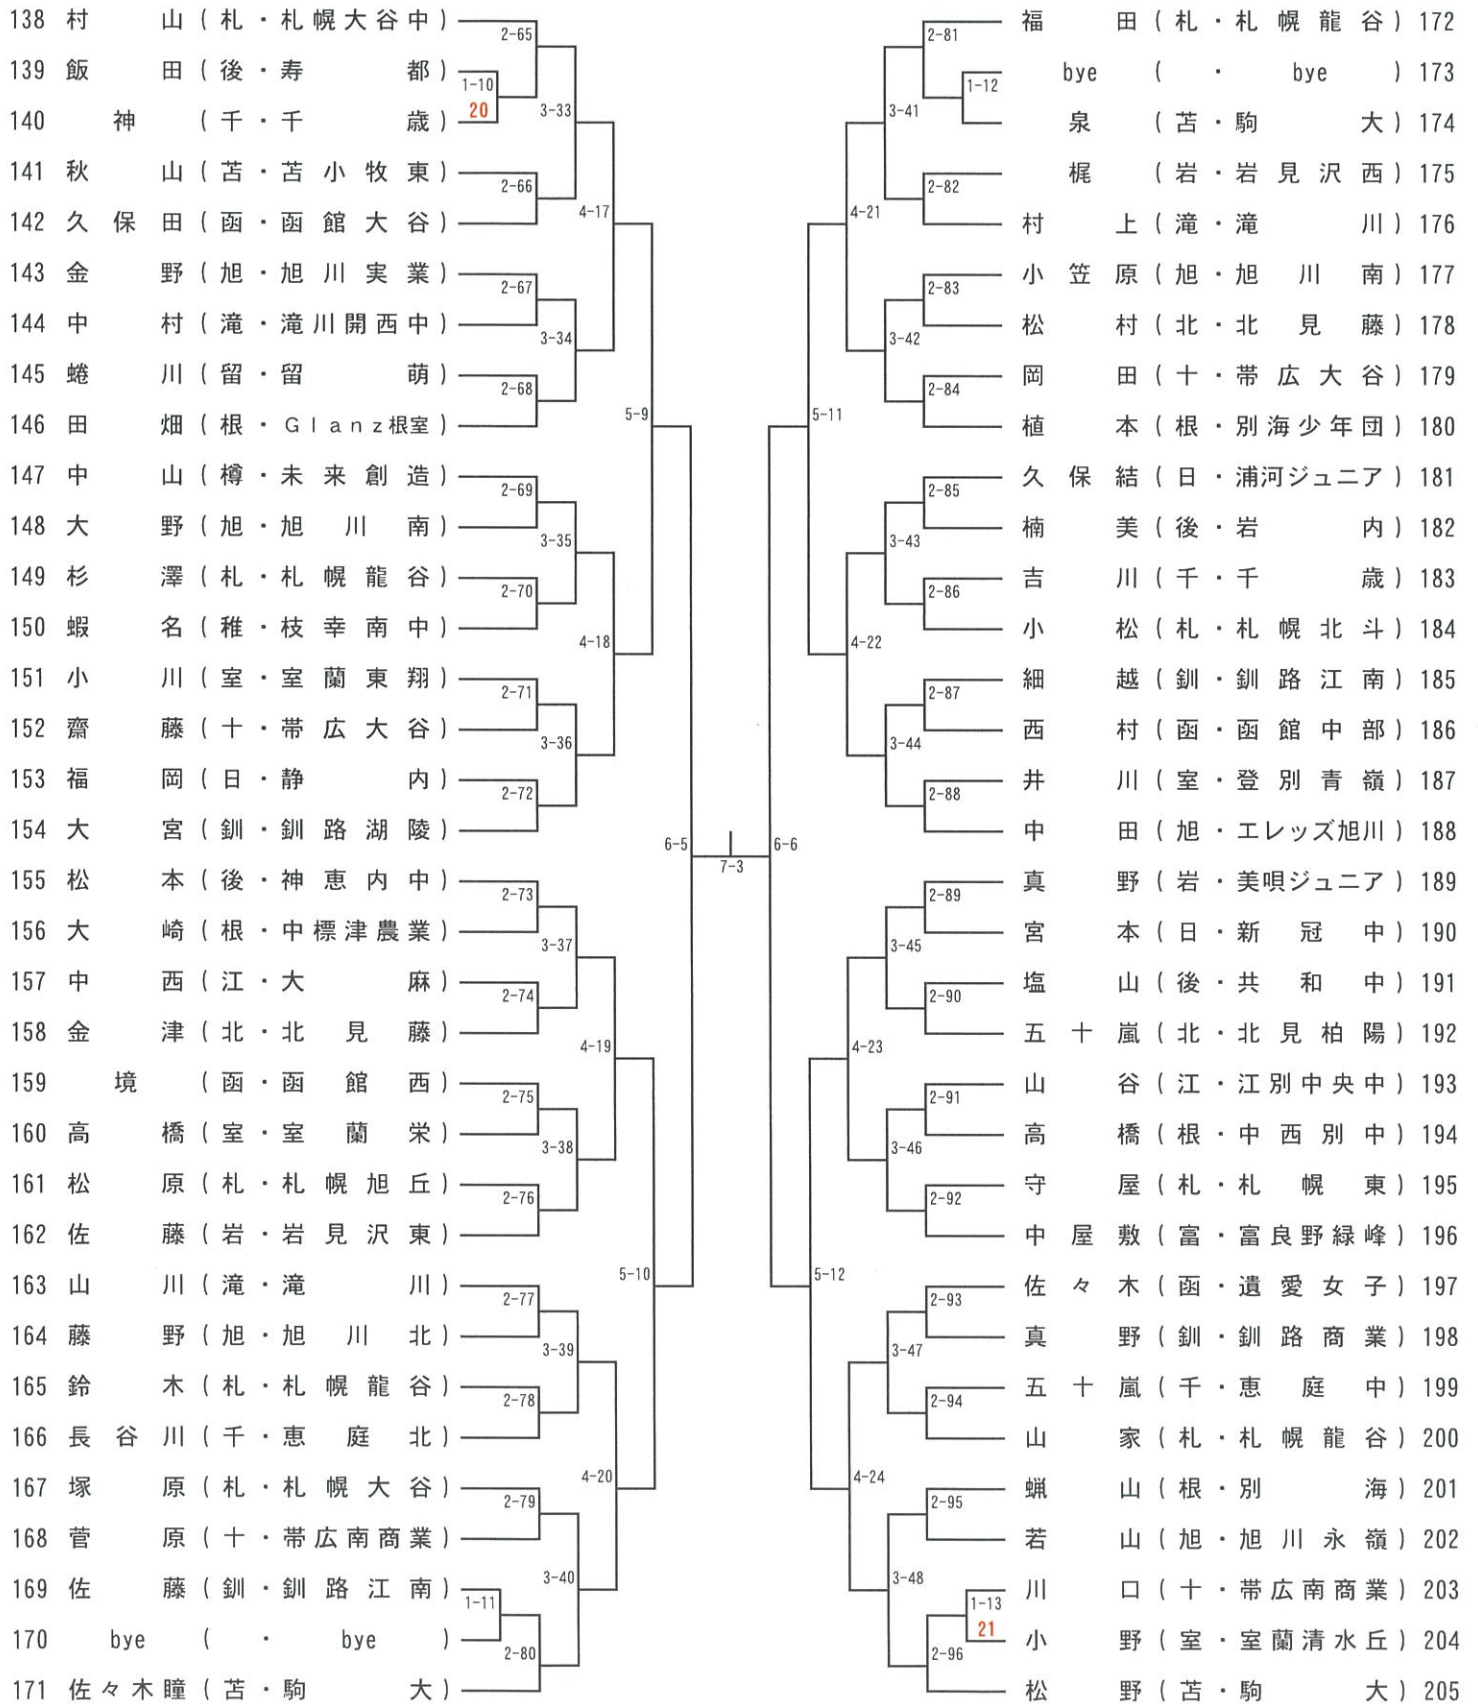 138 村山(札・札幌大谷中)
139 飯田(後・寿都)
140 神(千・千歳)
141 秋山(苫・苫小牧東)
142 久保田(函・函館大谷)
143 金野(旭・旭川実業)
144 中村(滝・滝川開西中)
145 蜷川(留・留萌)
146 田畑(根・Glanz根室)
147 中山(樽・未来創造)
148 大野(旭・旭川南)
149 杉澤(札・札幌龍谷)
150 蝦名(稚・枝幸南中)
151 小川(室・室蘭東翔)
152 齋藤(十・帯広大谷)
153 福岡(日・静内)
154 大宮(釧・釧路湖陵)
155 松本(後・神恵内中)
156 大崎(根・中標津農業)
157 中西(江・大麻)
158 金津(北・北見藤)
159 境(函・函館西)
160 高橋(室・室蘭栄)
161 松原(札・札幌旭丘)
162 佐藤(岩・岩見沢東)
163 山川(滝・滝川)
164 藤野(旭・旭川北)
165 鈴木(札・札幌龍谷)
166 長谷川(千・恵庭北)
167 塚原(札・札幌大谷)
168 菅原(十・帯広南商業)
169 佐藤(釧・釧路江南)
170 bye(・bye)
171 佐々木瞳(苫・駒大)
1-10
20
1-11
2-65
2-66
2-67
2-68
2-69
2-70
2-71
2-72
2-73
2-74
2-75
2-76
2-77
2-78
2-79
2-80
3-33
3-34
3-35
3-36
3-37
3-38
3-39
3-40
4-17
4-18
4-19
4-20
5-9
5-10
6-5
7-3
6-6
5-11
5-12
4-21
4-22
4-23
4-24
3-41
3-42
3-43
3-44
3-45
3-46
3-47
3-48
2-81
2-82
2-83
2-84
2-85
2-86
2-87
2-88
2-89
2-90
2-91
2-92
2-93
2-94
2-95
2-96
1-12
1-13
21
福田(札・札幌龍谷)172
bye(・bye)173
泉(苫・駒大)174
梶(岩・岩見沢西)175
村上(滝・滝川)176
小笠原(旭・旭川南)177
松村(北・北見藤)178
岡田(十・帯広大谷)179
植本(根・別海少年団)180
久保結(日・浦河ジュニア)181
楠美(後・岩内)182
吉川(千・千歳)183
小松(札・札幌北斗)184
細越(釧・釧路江南)185
西村(函・函館中部)186
井川(室・登別青嶺)187
中田(旭・エレッズ旭川)188
真野(岩・美唄ジュニア)189
宮本(日・新冠中)190
塩山(後・共和中)191
五十嵐(北・北見柏陽)192
山谷(江・江別中央中)193
高橋(根・中西別中)194
守屋(札・札幌東)195
中屋敷(富・富良野緑峰)196
佐々木(函・遺愛女子)197
真野(釧・釧路商業)198
五十嵐(千・恵庭中)199
山家(札・札幌龍谷)200
蝋山(根・別海)201
若山(旭・旭川永嶺)202
川口(十・帯広南商業)203
小野(室・室蘭清水丘)204
松野(苫・駒大)205